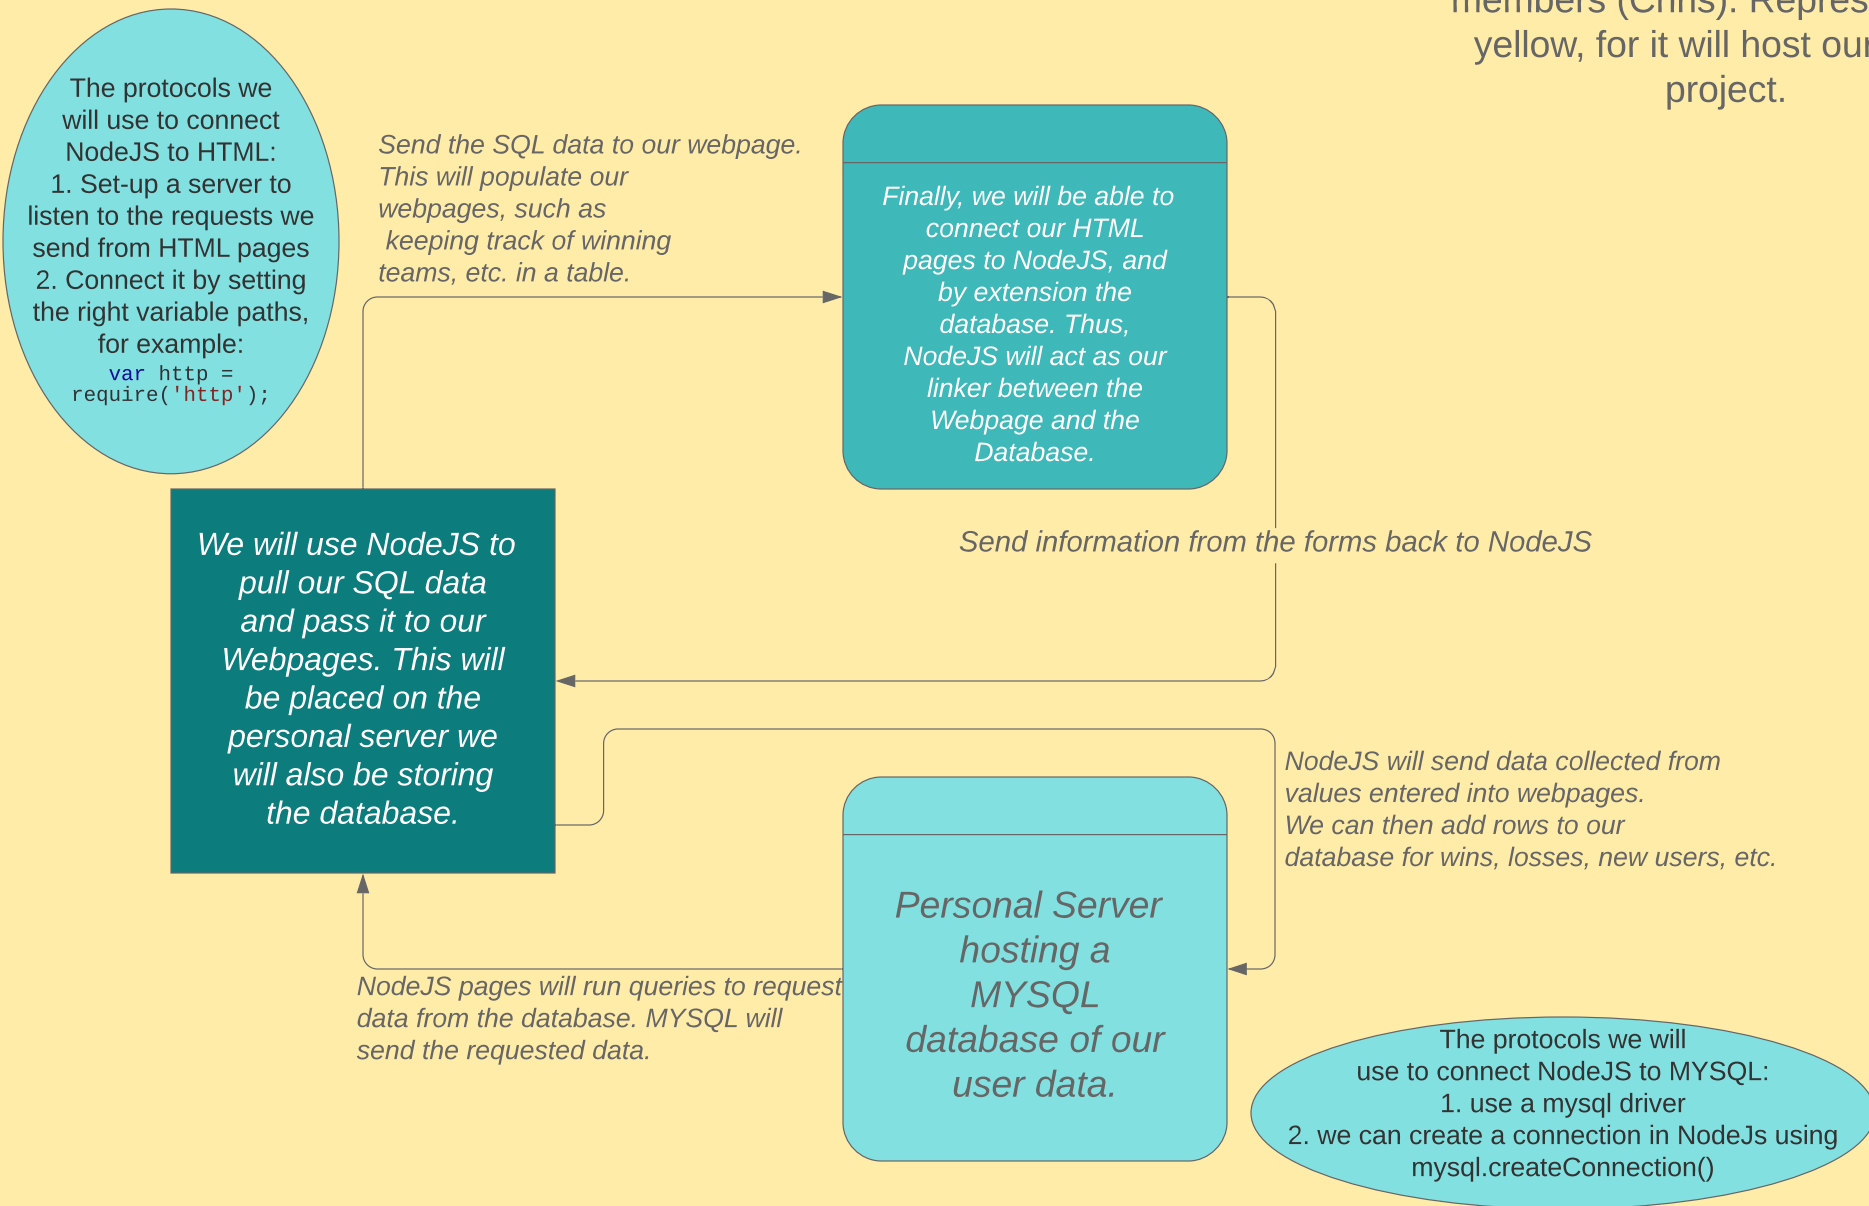 members (Chris). Repres
yellow, for it will host our
project.
The protocols we
will use to connect
NodeJS to HTML:
1. Set-up a server to
listen to the requests we
send from HTML pages
2. Connect it by setting
the right variable paths,
for example:
var http =
require('http');
Send the SQL data to our webpage.
This will populate our
webpages, such as
keeping track of winning
teams, etc. in a table.
Finally, we will be able to
connect our HTML
pages to NodeJS, and
by extension the
database. Thus,
NodeJS will act as our
linker between the
Webpage and the
Database.
We will use NodeJS to
pull our SQL data
and pass it to our
Webpages. This will
be placed on the
personal server we
will also be storing
the database.
Send information from the forms back to NodeJS
NodeJS will send data collected from
values entered into webpages.
We can then add rows to our
database for wins, losses, new users, etc.
Personal Server
hosting a
MYSQL
database of our
user data.
NodeJS pages will run queries to request
data from the database. MYSQL will
send the requested data.
The protocols we will
use to connect NodeJS to MYSQL:
1. use a mysql driver
2. we can create a connection in NodeJs using
mysql.createConnection()